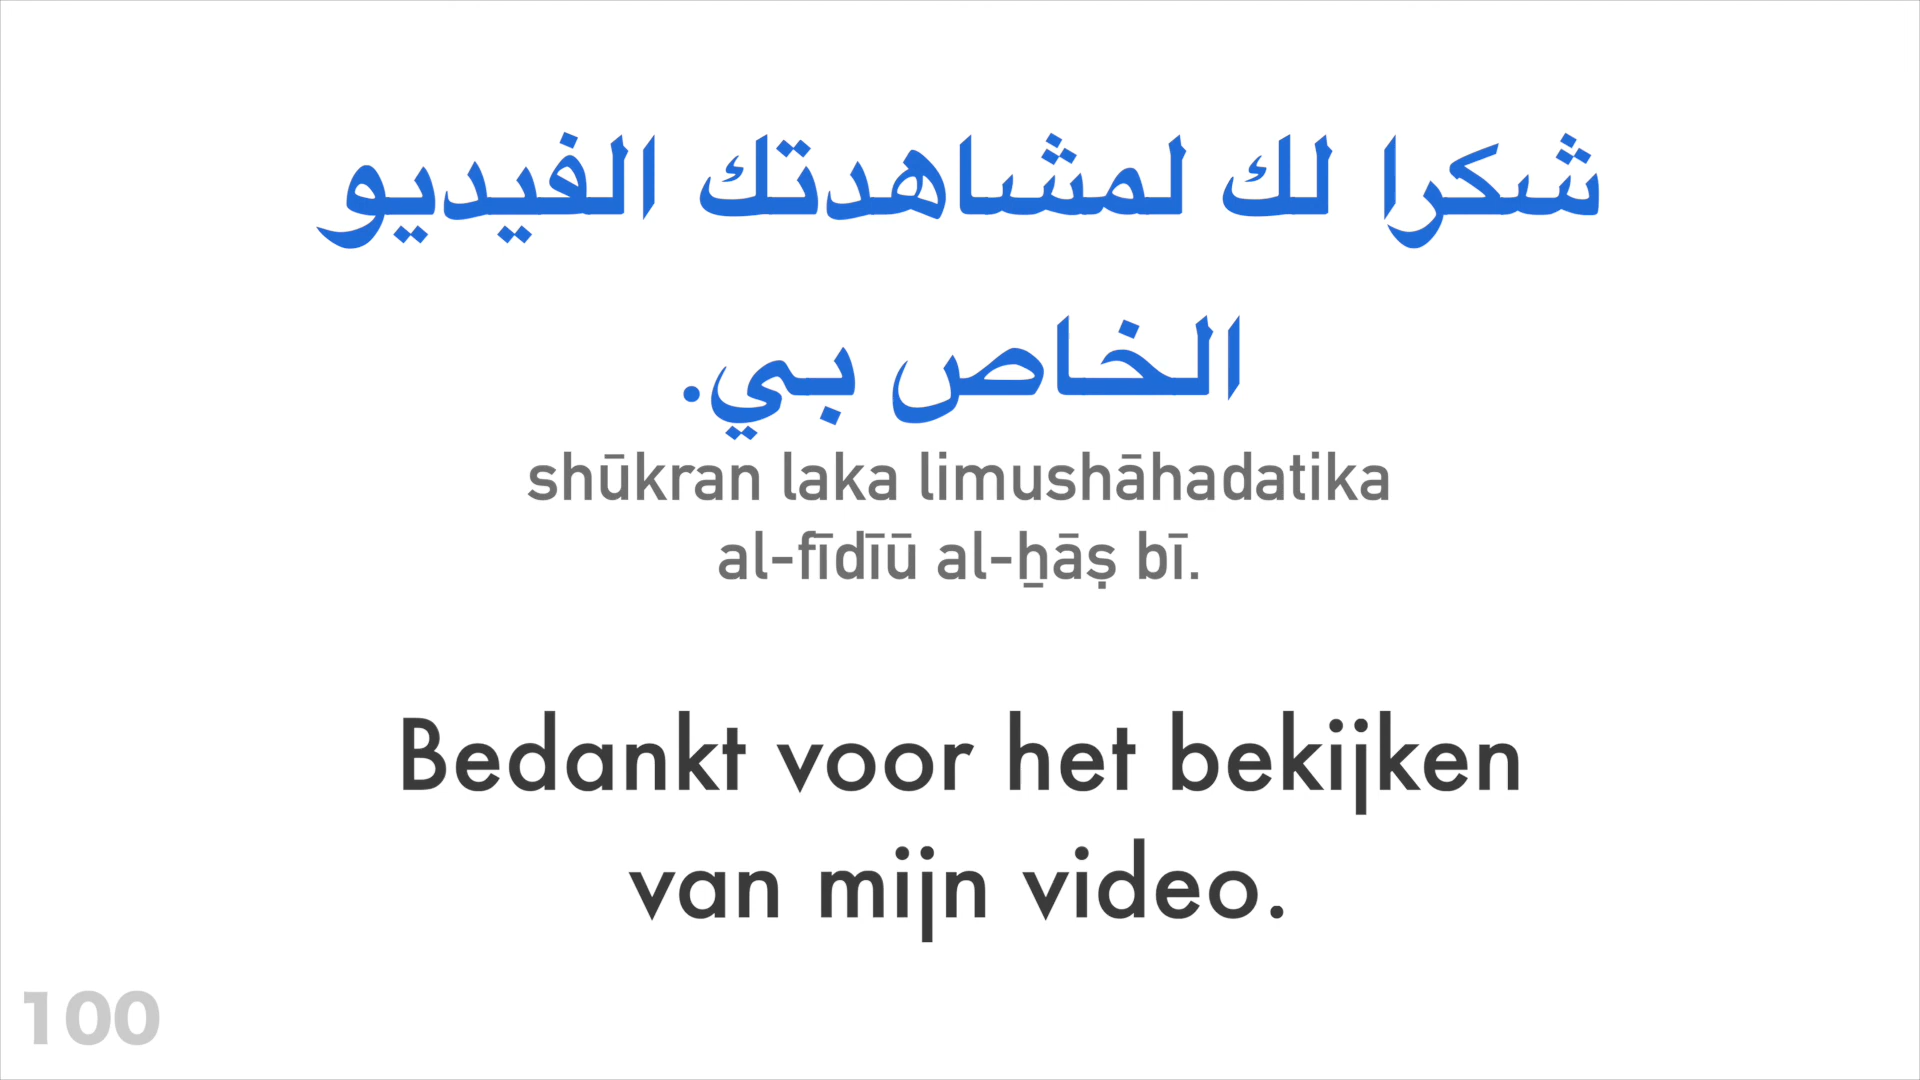 شكرا لك لمشاهدتك الفيديو
الخاص بي.
shūkran laka limushāhadatika
al-fīdīū al-ẖāṣ bī.
Bedankt voor het bekijken
van mijn video.
100